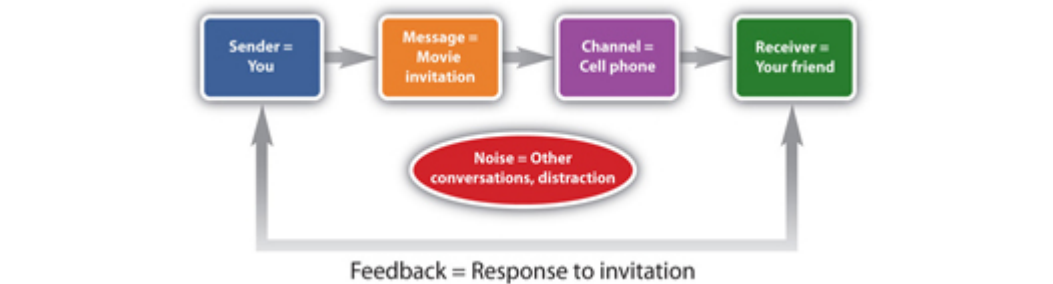 Sender =
You
Message =
Movie
invitation
Channel =
Cell phone
Receiver =
Your friend
Noise = Other
conversations, distraction
Feedback = Response to invitation